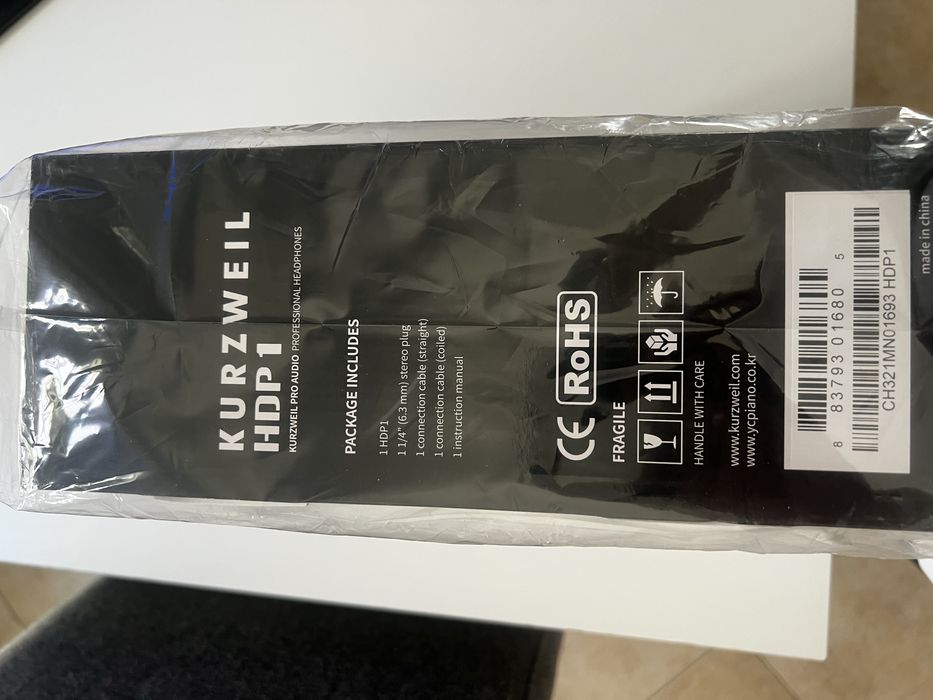 KURZWEIL
HDP1
KURZWEIL PRO AUDIO PROFESSIONAL HEADPHONES
PACKAGE INCLUDES
1 HDP1
1 1/4" (6.3 mm) stereo plug
1 connection cable (straight)
1 connection cable (coiled)
1 instruction manual
CE RoHS
FRAGILE
HANDLE WITH CARE
www.kurzweil.com
www.ycpiano.co.kr
8 83793 01680 5
CH321MN01693 HDP1
made in china